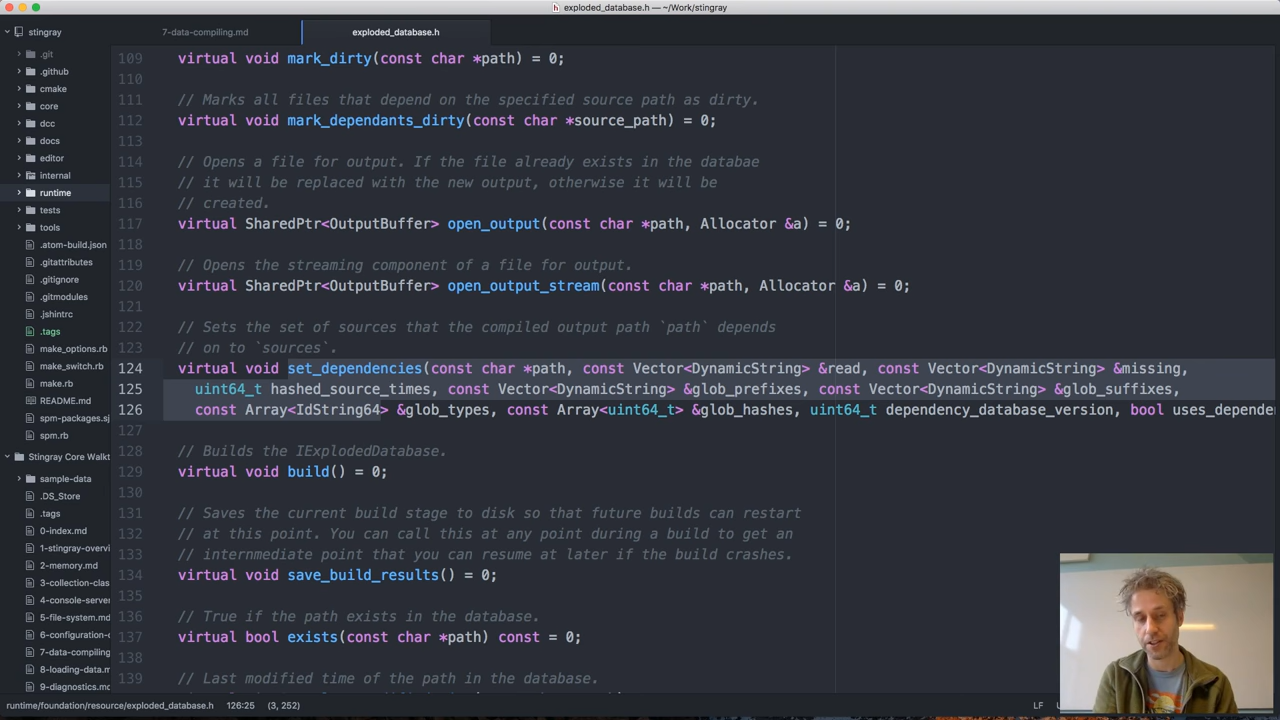 exploded_database.h — ~/Work/stingray
stingray
7-data-compiling.md
exploded_database.h
.git
.github
cmake
core
dcc
docs
editor
internal
runtime
tests
tools
.atom-build.json
.gitattributes
.gitignore
.gitmodules
.jshintrc
.tags
make_options.rb
make_switch.rb
make.rb
README.md
spm-packages.sj
spm.rb
Stingray Core Walkt
sample-data
.DS_Store
.tags
0-index.md
1-stingray-overvi
2-memory.md
3-collection-clas
4-console-server
5-file-system.md
6-configuration-d
7-data-compiling
8-loading-data.m
9-diagnostics.md
109 virtual void mark_dirty(const char *path) = 0;
110
111 // Marks all files that depend on the specified source path as dirty.
112 virtual void mark_dependants_dirty(const char *source_path) = 0;
113
114 // Opens a file for output. If the file already exists in the databae
115 // it will be replaced with the new output, otherwise it will be
116 // created.
117 virtual SharedPtr<OutputBuffer> open_output(const char *path, Allocator &a) = 0;
118
119 // Opens the streaming component of a file for output.
120 virtual SharedPtr<OutputBuffer> open_output_stream(const char *path, Allocator &a) = 0;
121
122 // Sets the set of sources that the compiled output path `path` depends
123 // on to `sources`.
124 virtual void set_dependencies(const char *path, const Vector<DynamicString> &read, const Vector<DynamicString> &missing,
125 uint64_t hashed_source_times, const Vector<DynamicString> &glob_prefixes, const Vector<DynamicString> &glob_suffixes,
126 const Array<IdString64> &glob_types, const Array<uint64_t> &glob_hashes, uint64_t dependency_database_version, bool uses_depende
127
128 // Builds the IExplodedDatabase.
129 virtual void build() = 0;
130
131 // Saves the current build stage to disk so that future builds can restart
132 // at this point. You can call this at any point during a build to get an
133 // internmediate point that you can resume at later if the build crashes.
134 virtual void save_build_results() = 0;
135
136 // True if the path exists in the database.
137 virtual bool exists(const char *path) const = 0;
138
139 // Last modified time of the path in the database.
runtime/foundation/resource/exploded_database.h 126:25 (3, 252)
LF